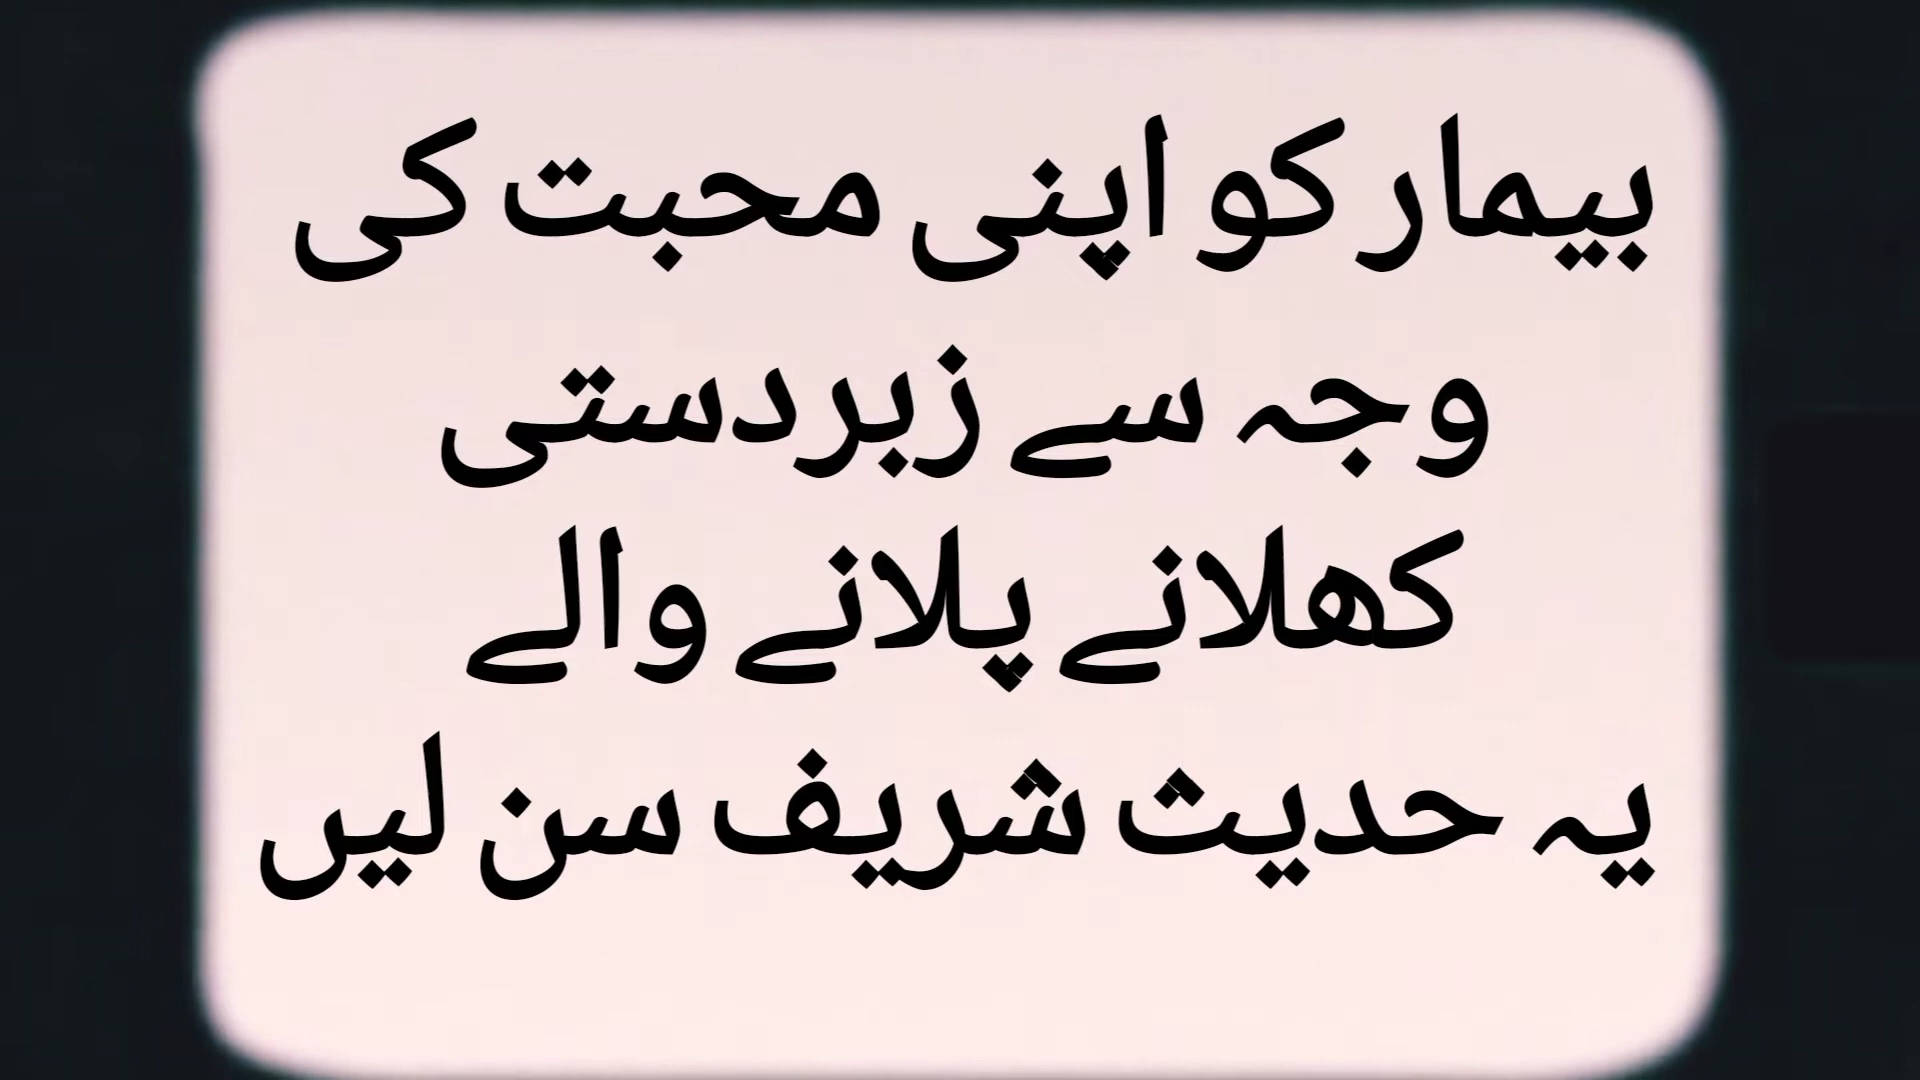 بیمار کو اپنی محبت کی
وجہ سے زبردستی
کھلانے پلانے والے
یہ حدیث شریف سن لیں